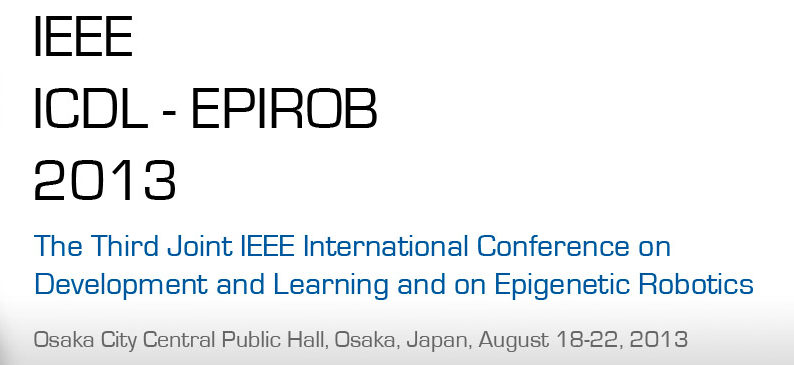 IEEE
ICDL - EPIROB
2013
The Third Joint IEEE International Conference on
Development and Learning and on Epigenetic Robotics
Osaka City Central Public Hall, Osaka, Japan, August 18-22, 2013